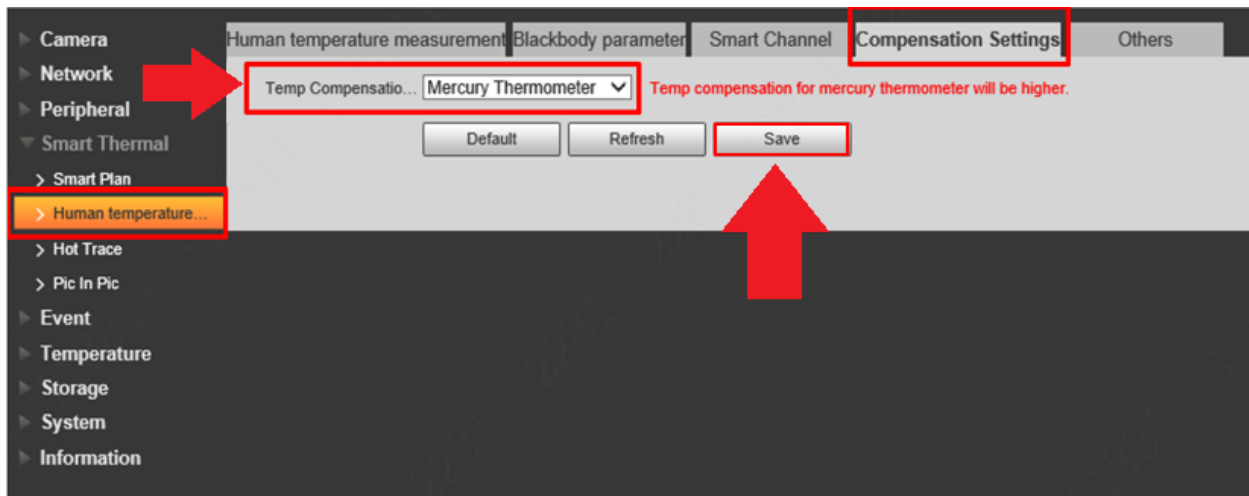 Camera
Network
Peripheral
Smart Thermal
Smart Plan
Human temperature...
Hot Trace
Pic In Pic
Event
Temperature
Storage
System
Information
Human temperature measurement
Blackbody parameter
Smart Channel
Compensation Settings
Others
Temp Compensatio... Mercury Thermometer Temp compensation for mercury thermometer will be higher.
Default Refresh Save